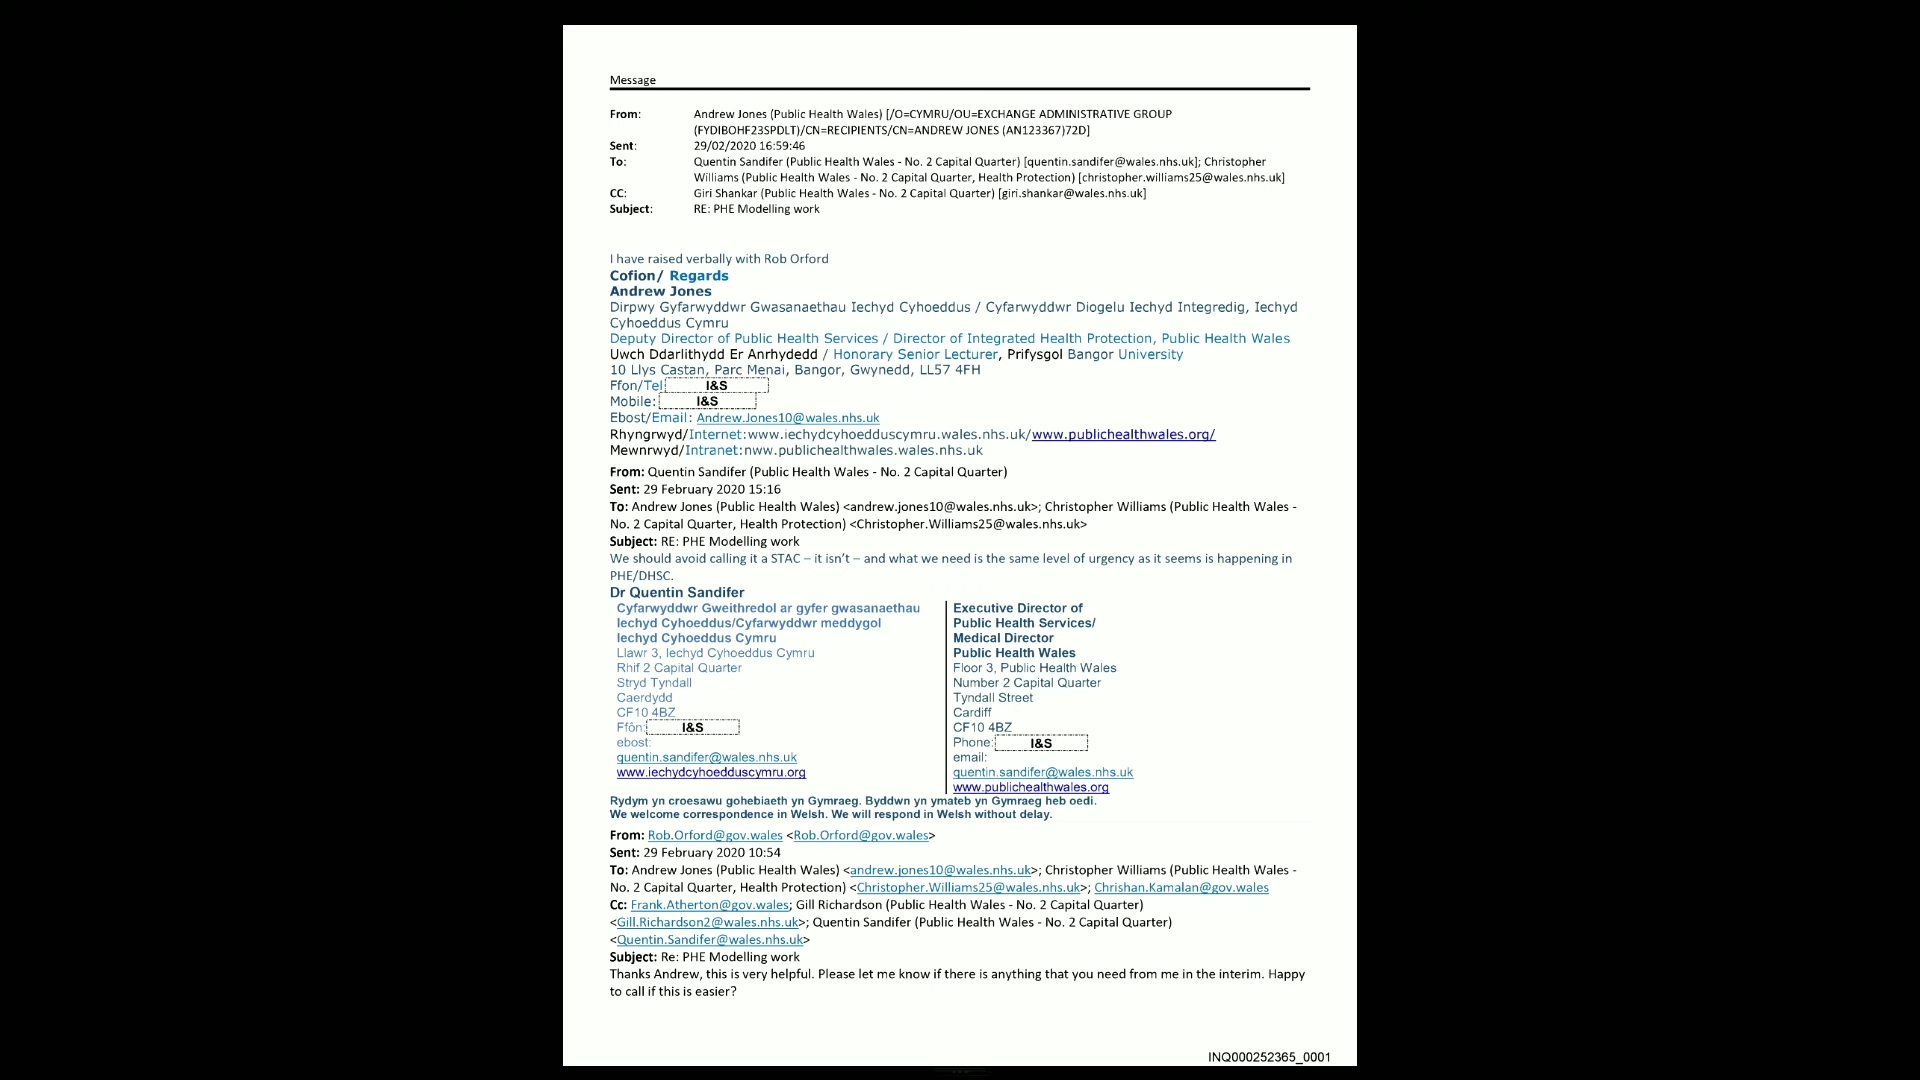 Message
From: Andrew Jones (Public Health Wales) [/O=CYMRU/OU=EXCHANGE ADMINISTRATIVE GROUP
(FYDIBOHF23SPDLT)/CN=RECIPIENTS/CN=ANDREW JONES (AN123367)72D]
Sent: 29/02/2020 16:59:46
To: Quentin Sandifer (Public Health Wales - No. 2 Capital Quarter) [quentin.sandifer@wales.nhs.uk]; Christopher
Williams (Public Health Wales - No. 2 Capital Quarter, Health Protection) [christopher.williams25@wales.nhs.uk]
CC: Giri Shankar (Public Health Wales - No. 2 Capital Quarter) [giri.shankar@wales.nhs.uk]
Subject: RE: PHE Modelling work
I have raised verbally with Rob Orford
Cofion/ Regards
Andrew Jones
Dirpwy Gyfarwyddwr Gwasanaethau Iechyd Cyhoeddus / Cyfarwyddwr Diogelu Iechyd Integredig, Iechyd
Cyhoeddus Cymru
Deputy Director of Public Health Services / Director of Integrated Health Protection, Public Health Wales
Uwch Ddarlithydd Er Anrhydedd / Honorary Senior Lecturer, Prifysgol Bangor University
10 Llys Castan, Parc Menai, Bangor, Gwynedd, LL57 4FH
Ffon/Tel I&S
Mobile: I&S
Ebost/Email: Andrew.Jones10@wales.nhs.uk
Rhyngrwyd/Internet:www.iechydcyhoedduscymru.wales.nhs.uk/www.publichealthwales.org/
Mewnrwyd/Intranet:nww.publichealthwales.wales.nhs.uk
From: Quentin Sandifer (Public Health Wales - No. 2 Capital Quarter)
Sent: 29 February 2020 15:16
To: Andrew Jones (Public Health Wales) <andrew.jones10@wales.nhs.uk>; Christopher Williams (Public Health Wales -
No. 2 Capital Quarter, Health Protection) <Christopher.Williams25@wales.nhs.uk>
Subject: RE: PHE Modelling work
We should avoid calling it a STAC – it isn't – and what we need is the same level of urgency as it seems is happening in
PHE/DHSC.
Dr Quentin Sandifer
Cyfarwyddwr Gweithredol ar gyfer gwasanaethau
Iechyd Cyhoeddus/Cyfarwyddwr meddygol
Iechyd Cyhoeddus Cymru
Llawr 3, Iechyd Cyhoeddus Cymru
Rhif 2 Capital Quarter
Stryd Tyndall
Caerdydd
CF10 4BZ
Ffôn: I&S
ebost:
quentin.sandifer@wales.nhs.uk
www.iechydcyhoedduscymru.org
Executive Director of
Public Health Services/
Medical Director
Public Health Wales
Floor 3, Public Health Wales
Number 2 Capital Quarter
Tyndall Street
Cardiff
CF10 4BZ
Phone: I&S
email:
quentin.sandifer@wales.nhs.uk
www.publichealthwales.org
Rydym yn croesawu gohebiaeth yn Gymraeg. Byddwn yn ymateb yn Gymraeg heb oedi.
We welcome correspondence in Welsh. We will respond in Welsh without delay.
From: Rob.Orford@gov.wales <Rob.Orford@gov.wales>
Sent: 29 February 2020 10:54
To: Andrew Jones (Public Health Wales) <andrew.jones10@wales.nhs.uk>; Christopher Williams (Public Health Wales -
No. 2 Capital Quarter, Health Protection) <Christopher.Williams25@wales.nhs.uk>; Chrishan.Kamalan@gov.wales
Cc: Frank.Atherton@gov.wales; Gill Richardson (Public Health Wales - No. 2 Capital Quarter)
<Gill.Richardson2@wales.nhs.uk>; Quentin Sandifer (Public Health Wales - No. 2 Capital Quarter)
<Quentin.Sandifer@wales.nhs.uk>
Subject: Re: PHE Modelling work
Thanks Andrew, this is very helpful. Please let me know if there is anything that you need from me in the interim. Happy
to call if this is easier?
INQ000252365_0001